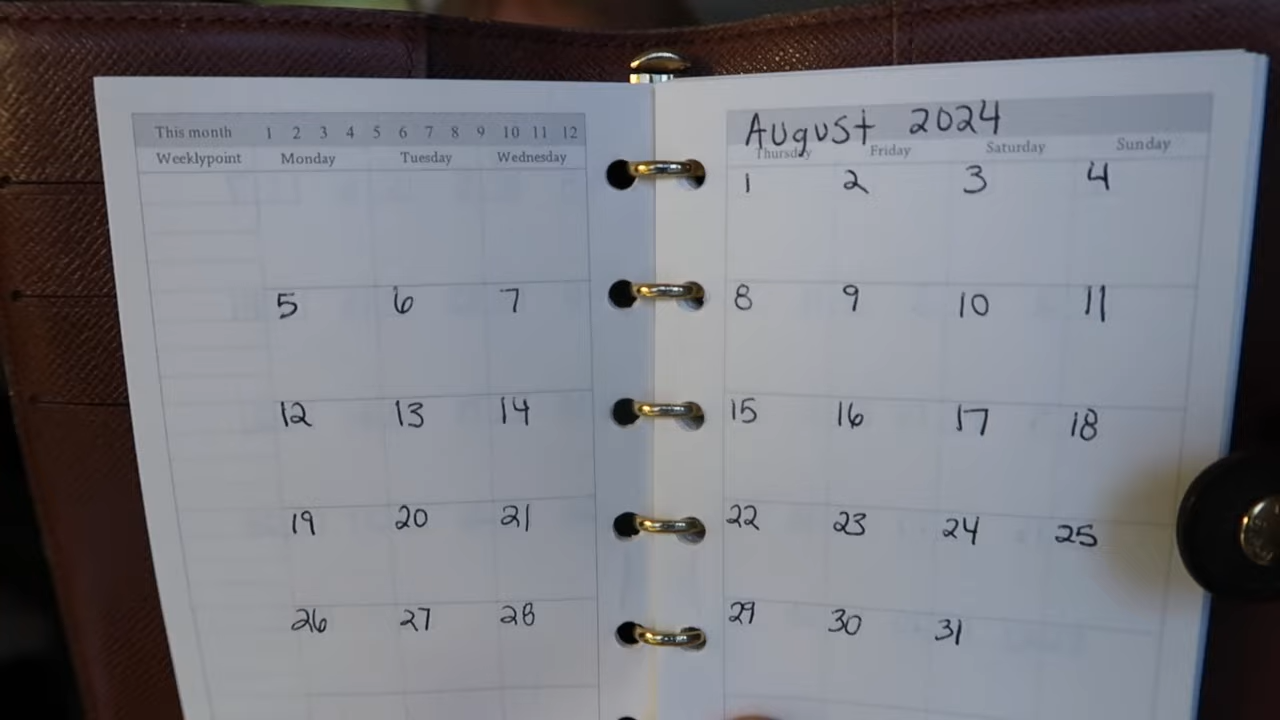 This month 1 2 3 4 5 6 7 8 9 10 11 12
Weeklypoint Monday Tuesday Wednesday
5 6 7
12 13 14
19 20 21
26 27 28
August 2024
Thursday Friday Saturday Sunday
1 2 3 4
8 9 10 11
15 16 17 18
22 23 24 25
29 30 31